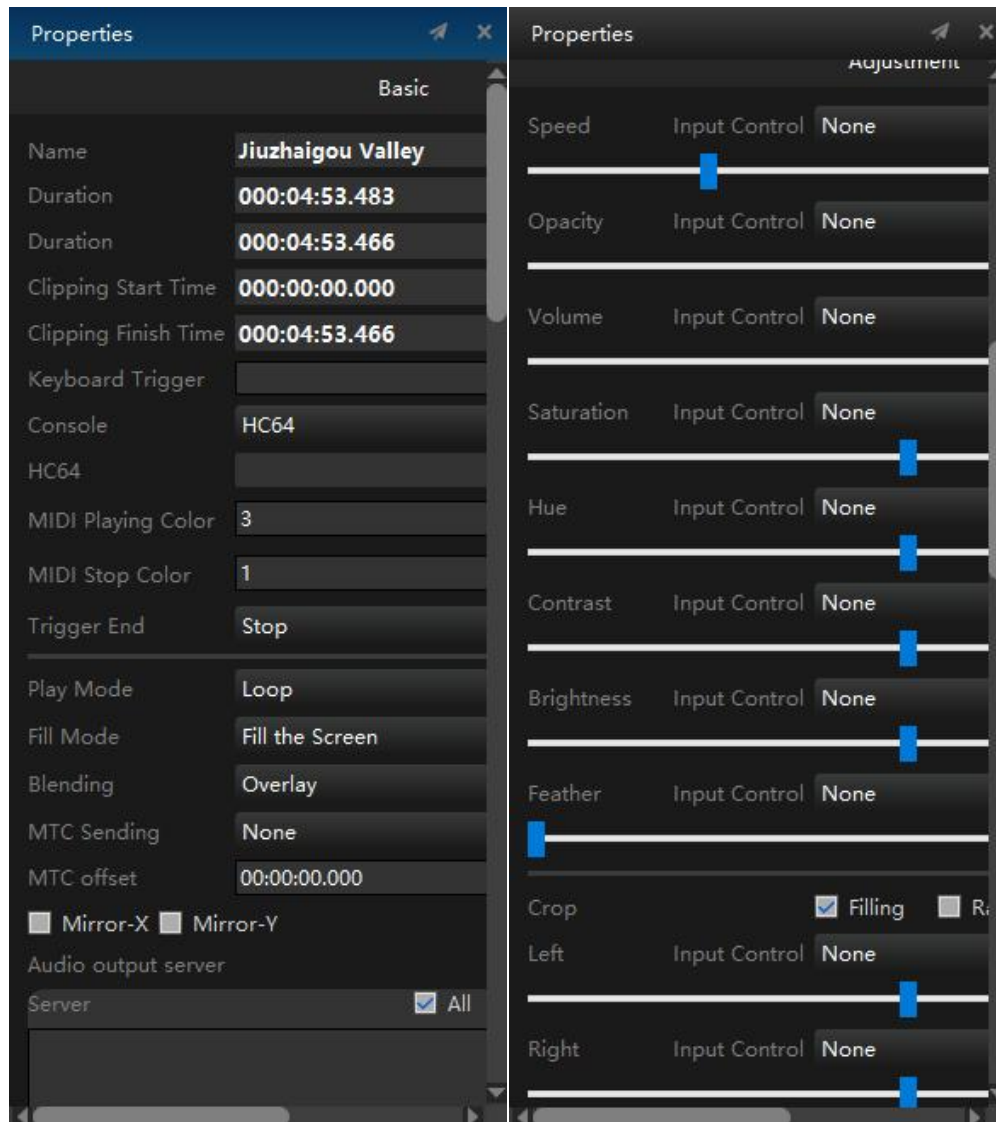 Properties
Basic
Name Jiuzhaigou Valley
Duration 000:04:53.483
Duration 000:04:53.466
Clipping Start Time 000:00:00.000
Clipping Finish Time 000:04:53.466
Keyboard Trigger
Console HC64
HC64
MIDI Playing Color 3
MIDI Stop Color 1
Trigger End Stop
Play Mode Loop
Fill Mode Fill the Screen
Blending Overlay
MTC Sending None
MTC offset 00:00:00.000
Mirror-X Mirror-Y
Audio output server
Server All
Properties
Adjustment
Speed Input Control None
Opacity Input Control None
Volume Input Control None
Saturation Input Control None
Hue Input Control None
Contrast Input Control None
Brightness Input Control None
Feather Input Control None
Crop Filling
Left Input Control None
Right Input Control None